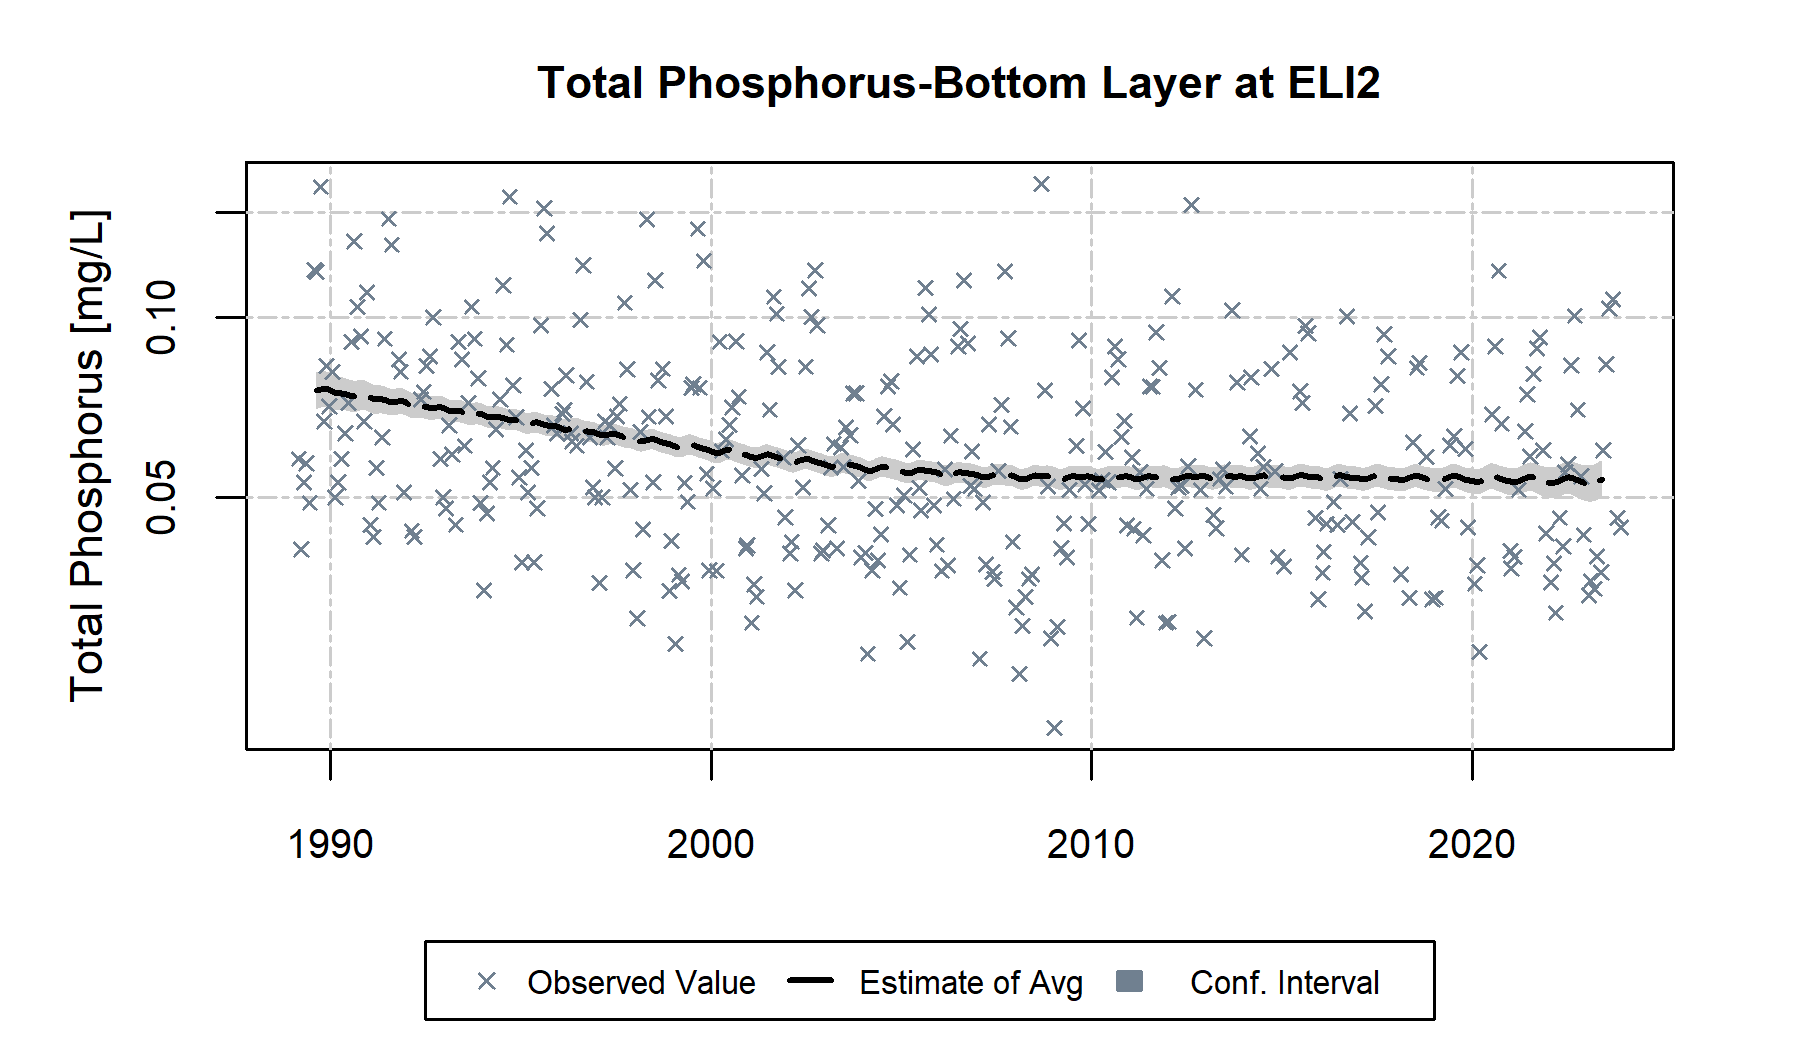 Total Phosphorus-Bottom Layer at ELI2
Total Phosphorus [mg/L]
0.10
0.05
1990 2000 2010 2020
Observed Value Estimate of Avg Conf. Interval